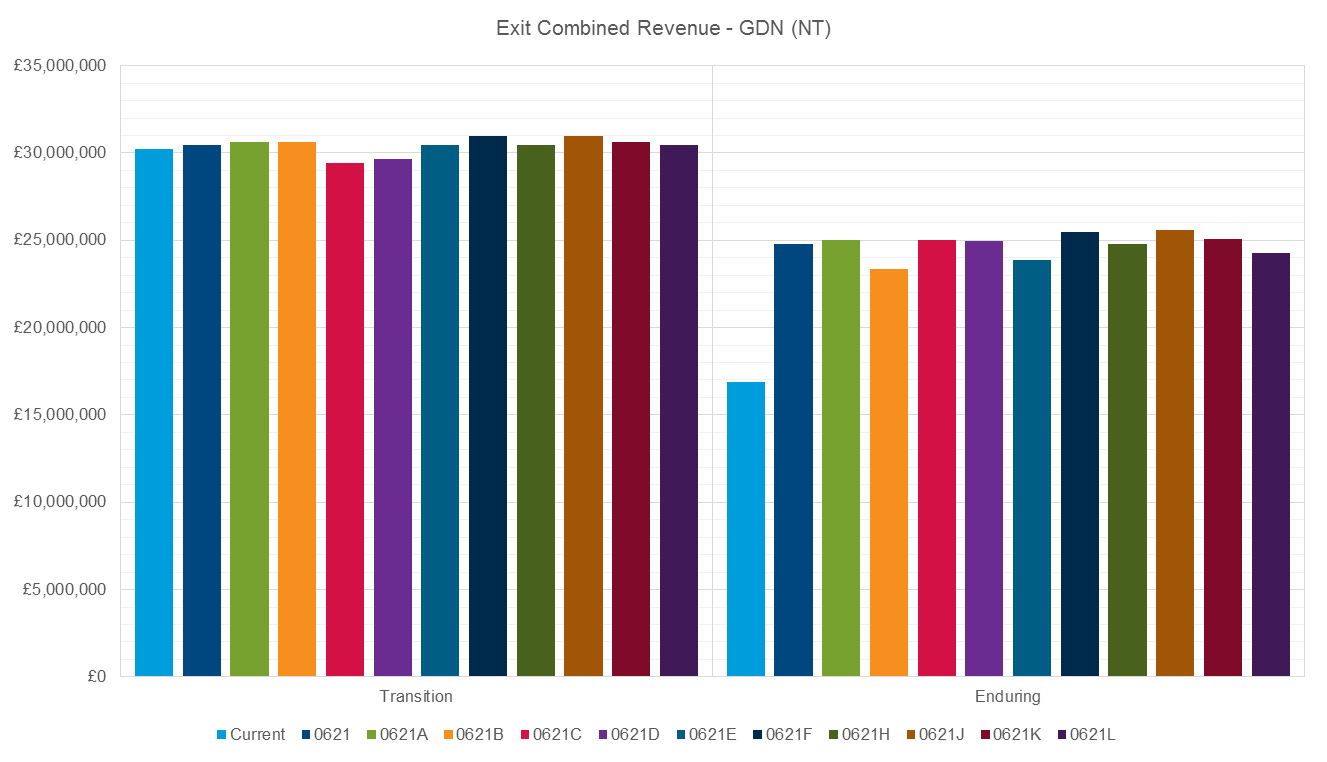 Exit Combined Revenue - GDN (NT)
£35,000,000
£30,000,000
£25,000,000
£20,000,000
£15,000,000
£10,000,000
£5,000,000
£0
Transition Enduring
Current 0621 0621A 0621B 0621C 0621D 0621E 0621F 0621H 0621J 0621K 0621L